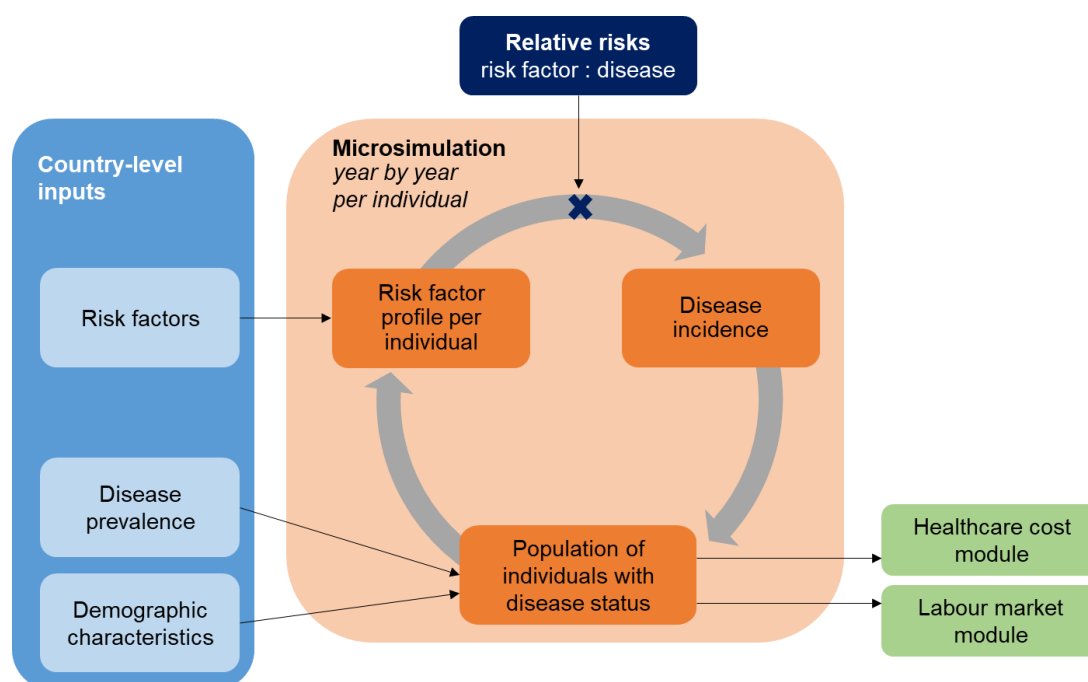 Relative risks
risk factor : disease
Country-level
inputs
Microsimulation
year by year
per individual
Risk factors
Risk factor
profile per
individual
Disease
incidence
Disease
prevalence
Demographic
characteristics
Population of
individuals with
disease status
Healthcare cost
module
Labour market
module